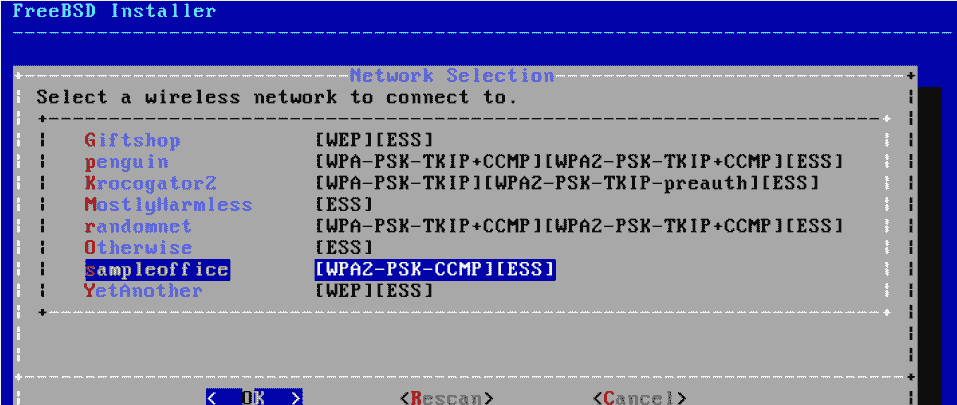 FreeBSD Installer
Network Selection
Select a wireless network to connect to.
Giftshop [WEP][ESS]
penguin [WPA-PSK-TKIP+CCMP][WPA2-PSK-TKIP+CCMP][ESS]
Krocogator2 [WPA-PSK-TKIP][WPA2-PSK-TKIP-preauth][ESS]
MostlyHarmless [ESS]
randomnet [WPA-PSK-TKIP+CCMP][WPA2-PSK-TKIP+CCMP][ESS]
Otherwise [ESS]
sampleoffice [WPA2-PSK-CCMP][ESS]
YetAnother [WEP][ESS]
< OK > <Rescan> <Cancel>